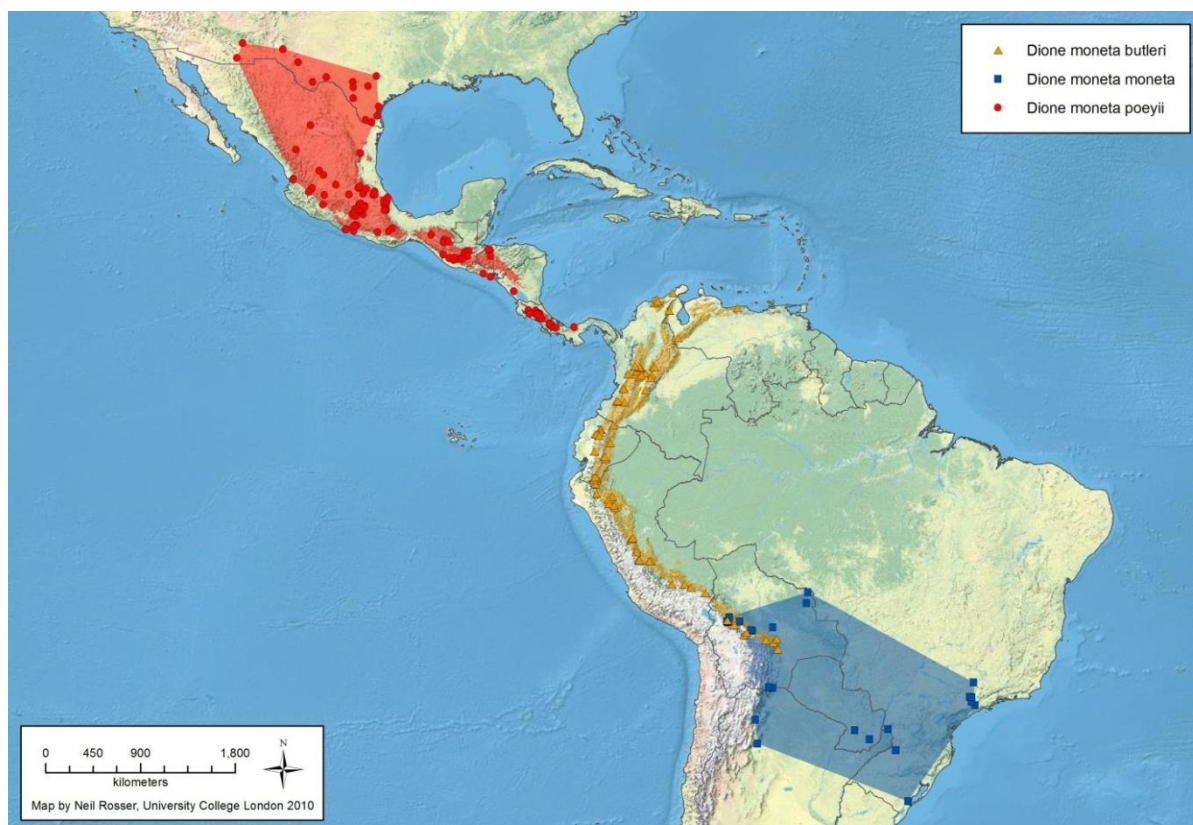 Dione moneta butleri
Dione moneta moneta
Dione moneta poeyii
0 450 900 1,800
kilometers
N
Map by Neil Rosser, University College London 2010